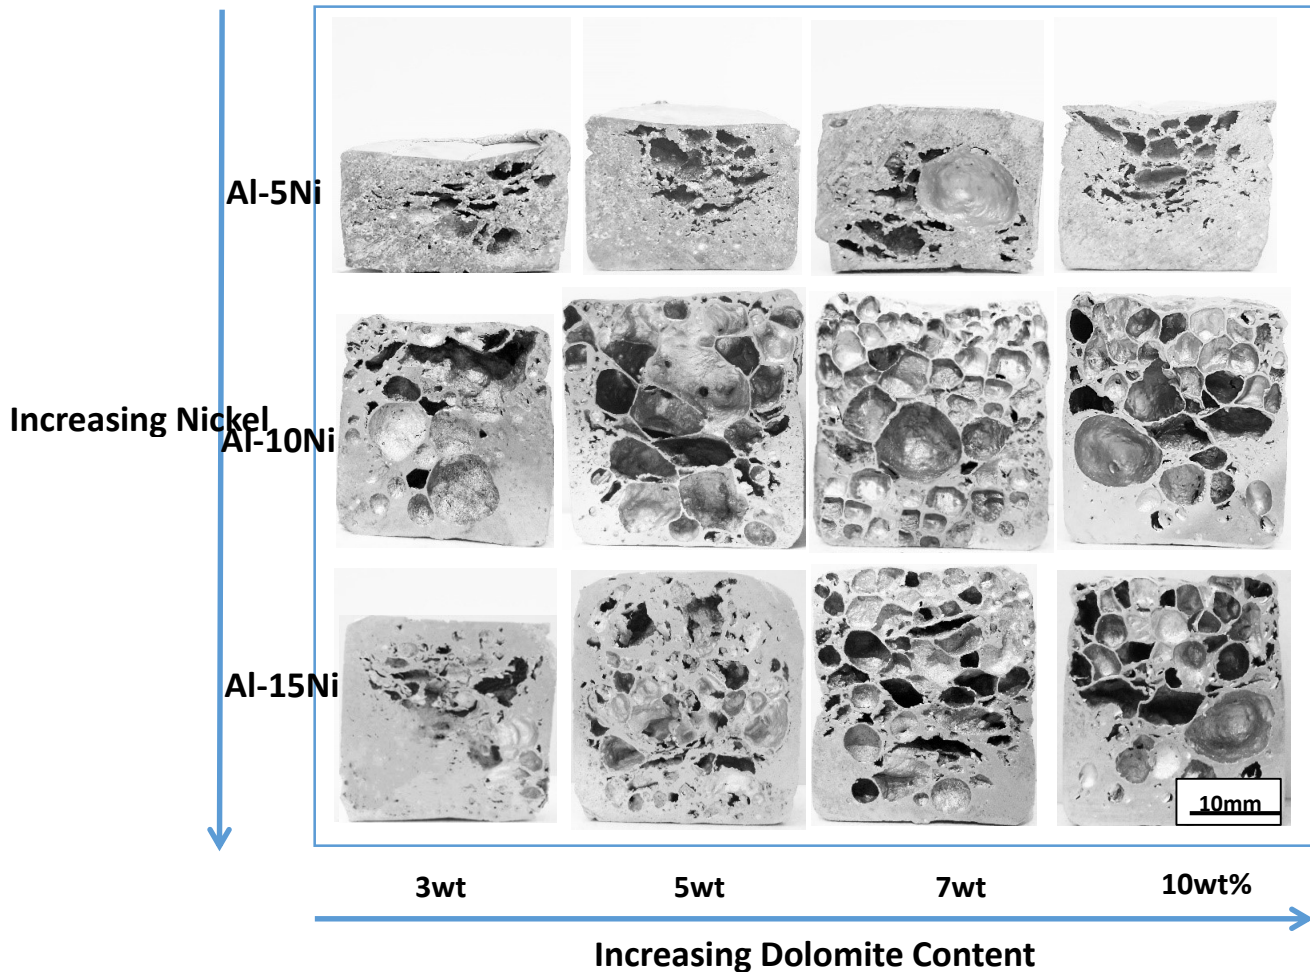 Al-5Ni
Increasing Nickel
Al-10Ni
Al-15Ni
10mm
3wt
5wt
7wt
10wt%
Increasing Dolomite Content